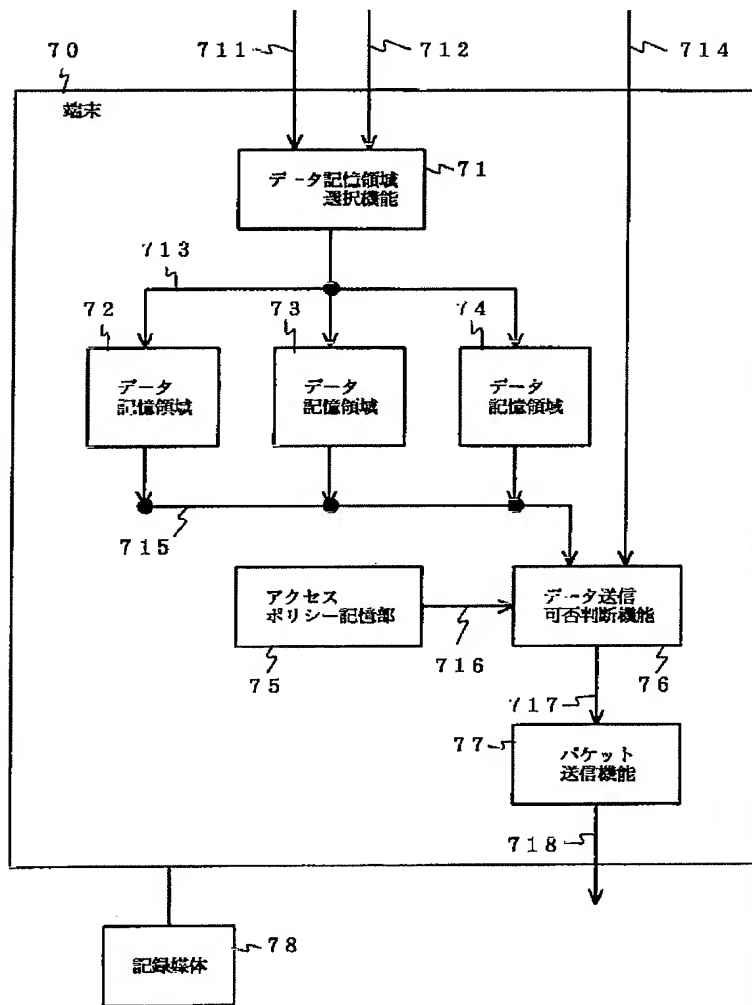 70
711
712
714
端末
データ記憶領域
選択機能
71
713
72
73
74
データ
記憶領域
データ
記憶領域
データ
記憶領域
715
アクセス
ポリシー記憶部
データ送信
可否判断機能
75
716
76
717
77
パケット
送信機能
718
記録媒体
78